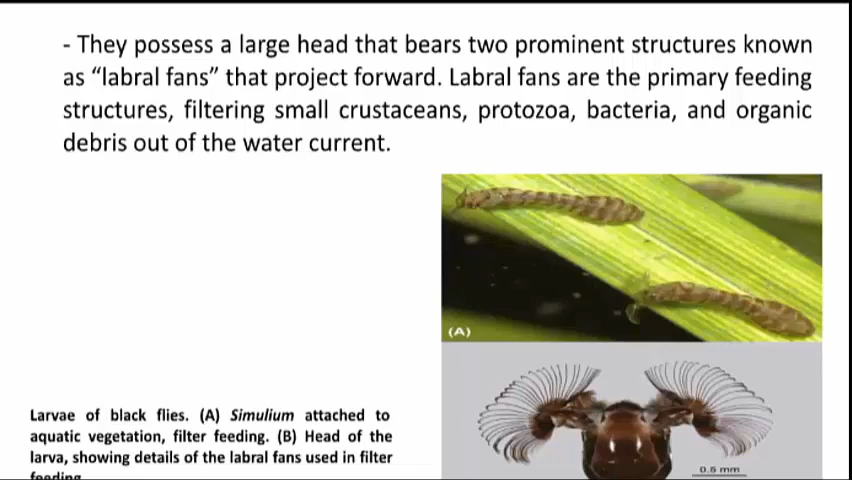 - They possess a large head that bears two prominent structures known
as “labral fans” that project forward. Labral fans are the primary feeding
structures, filtering small crustaceans, protozoa, bacteria, and organic
debris out of the water current.
(A)
Larvae of black flies. (A) Simulium attached to
aquatic vegetation, filter feeding. (B) Head of the
larva, showing details of the labral fans used in filter
feeding
0.5 mm